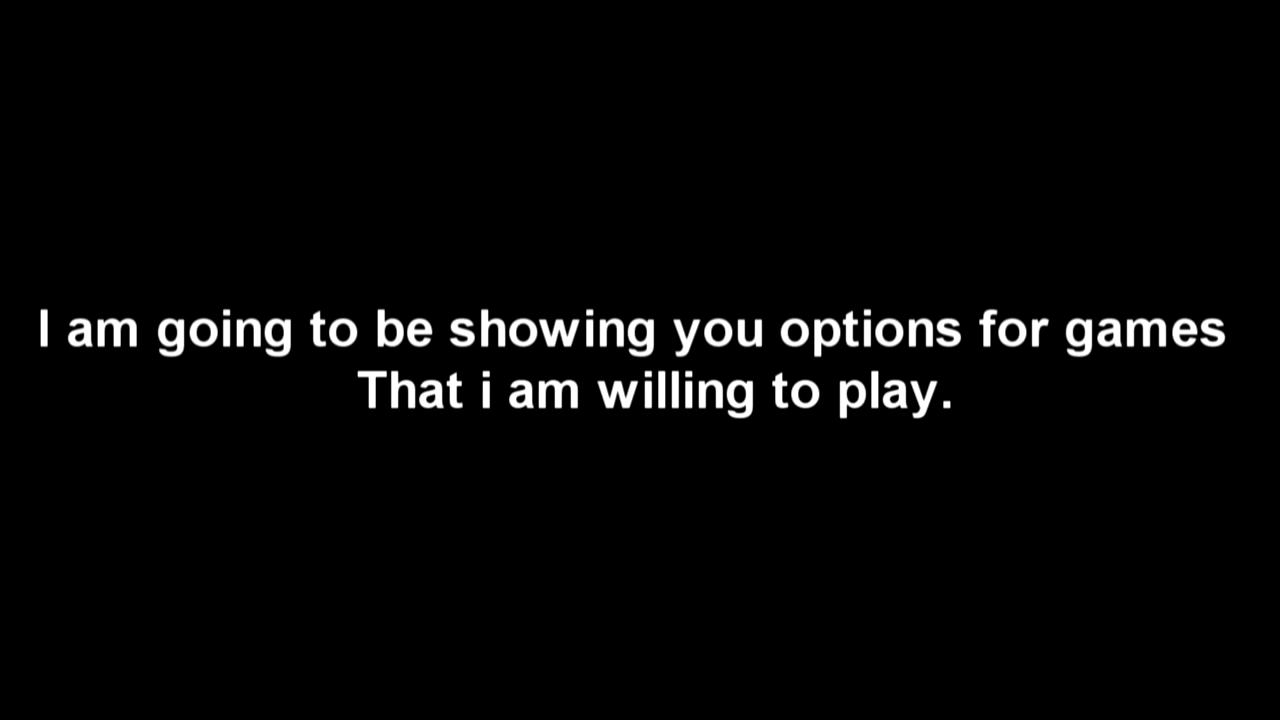 I am going to be showing you options for games
That i am willing to play.